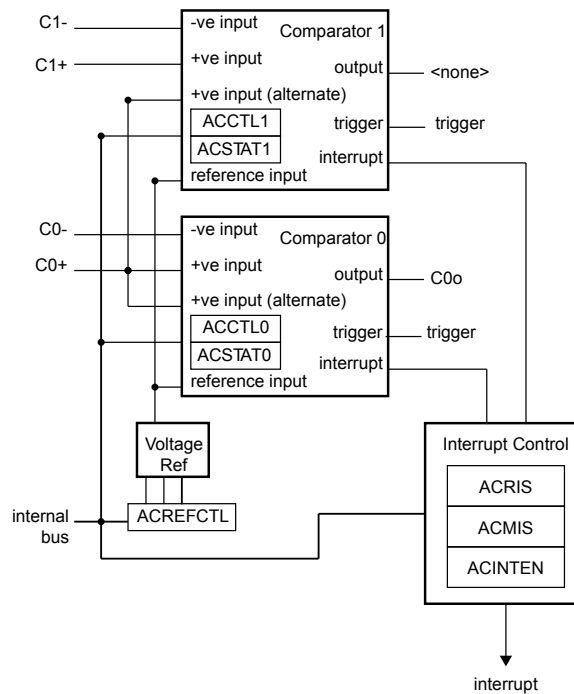 C1-
-ve input
Comparator 1
C1+
+ve input
output
<none>
+ve input (alternate)
ACCTL1
trigger
trigger
ACSTAT1
interrupt
reference input
C0-
-ve input
Comparator 0
C0+
+ve input
output
C0o
+ve input (alternate)
ACCTL0
trigger
trigger
ACSTAT0
interrupt
reference input
Voltage
Ref
Interrupt Control
ACRIS
internal
bus
ACREFCTL
ACMIS
ACINTEN
interrupt